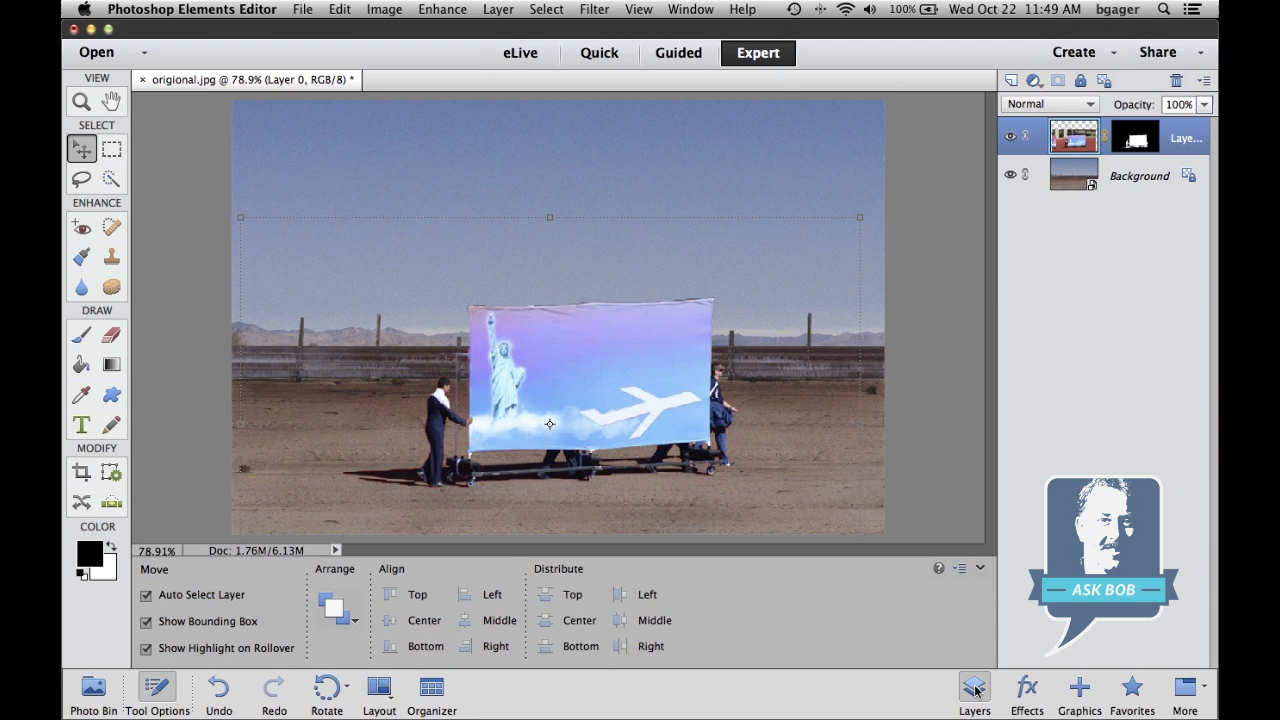 Photoshop Elements Editor File Edit Image Enhance Layer Select Filter View Window Help 100% Wed Oct 22 11:49 AM bgager
Open eLive Quick Guided Expert Create Share
VIEW
× origional.jpg @ 78.9% (Layer 0, RGB/8) *
Normal Opacity: 100%
SELECT
Laye...
Background
ENHANCE
DRAW
T
MODIFY
COLOR
78.91% Doc: 1.76M/6.13M
Move Arrange Align Distribute
Auto Select Layer Top Left Top Left
Show Bounding Box Center Middle Center Middle
Show Highlight on Rollover Bottom Right Bottom Right
ASK BOB
fx
Photo Bin Tool Options Undo Redo Rotate Layout Organizer Layers Effects Graphics Favorites More